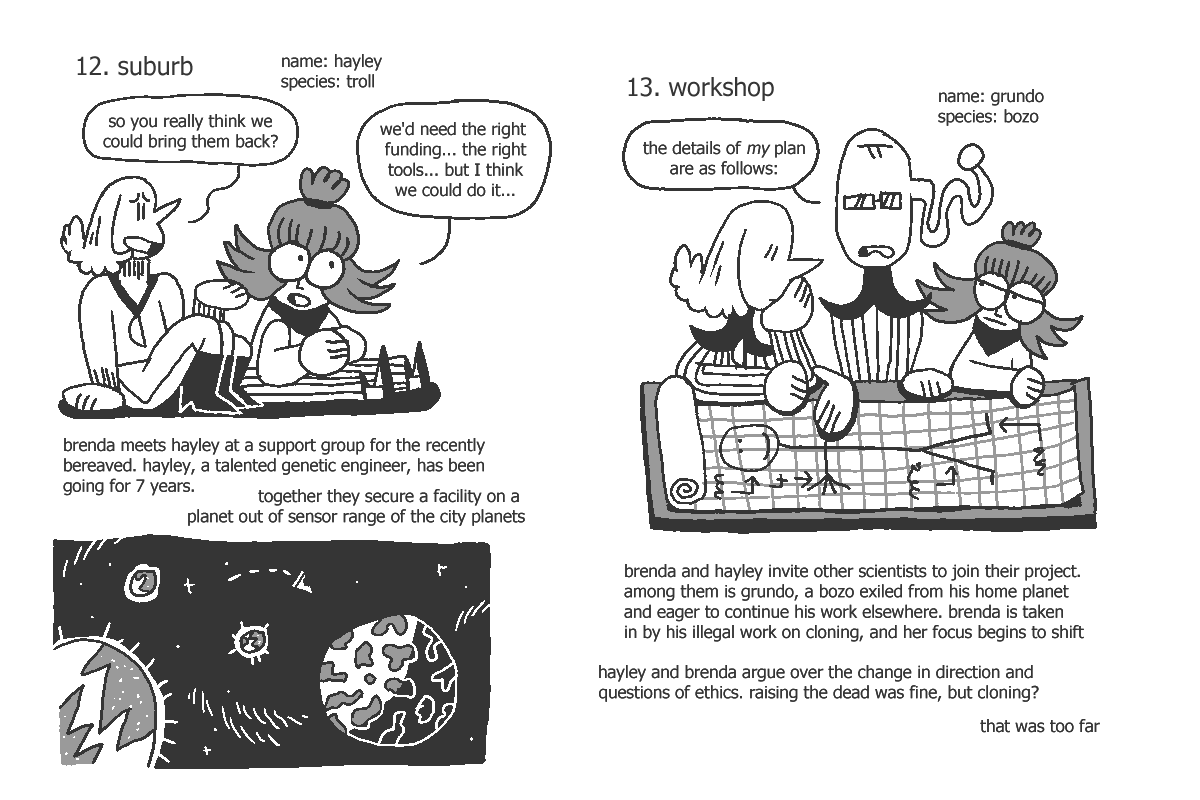 12. suburb
name: hayley
species: troll
so you really think we
could bring them back?
we'd need the right
funding... the right
tools... but I think
we could do it...
brenda meets hayley at a support group for the recently
bereaved. hayley, a talented genetic engineer, has been
going for 7 years.
together they secure a facility on a
planet out of sensor range of the city planets
13. workshop
name: grundo
species: bozo
the details of my plan
are as follows:
brenda and hayley invite other scientists to join their project.
among them is grundo, a bozo exiled from his home planet
and eager to continue his work elsewhere. brenda is taken
in by his illegal work on cloning, and her focus begins to shift
hayley and brenda argue over the change in direction and
questions of ethics. raising the dead was fine, but cloning?
that was too far